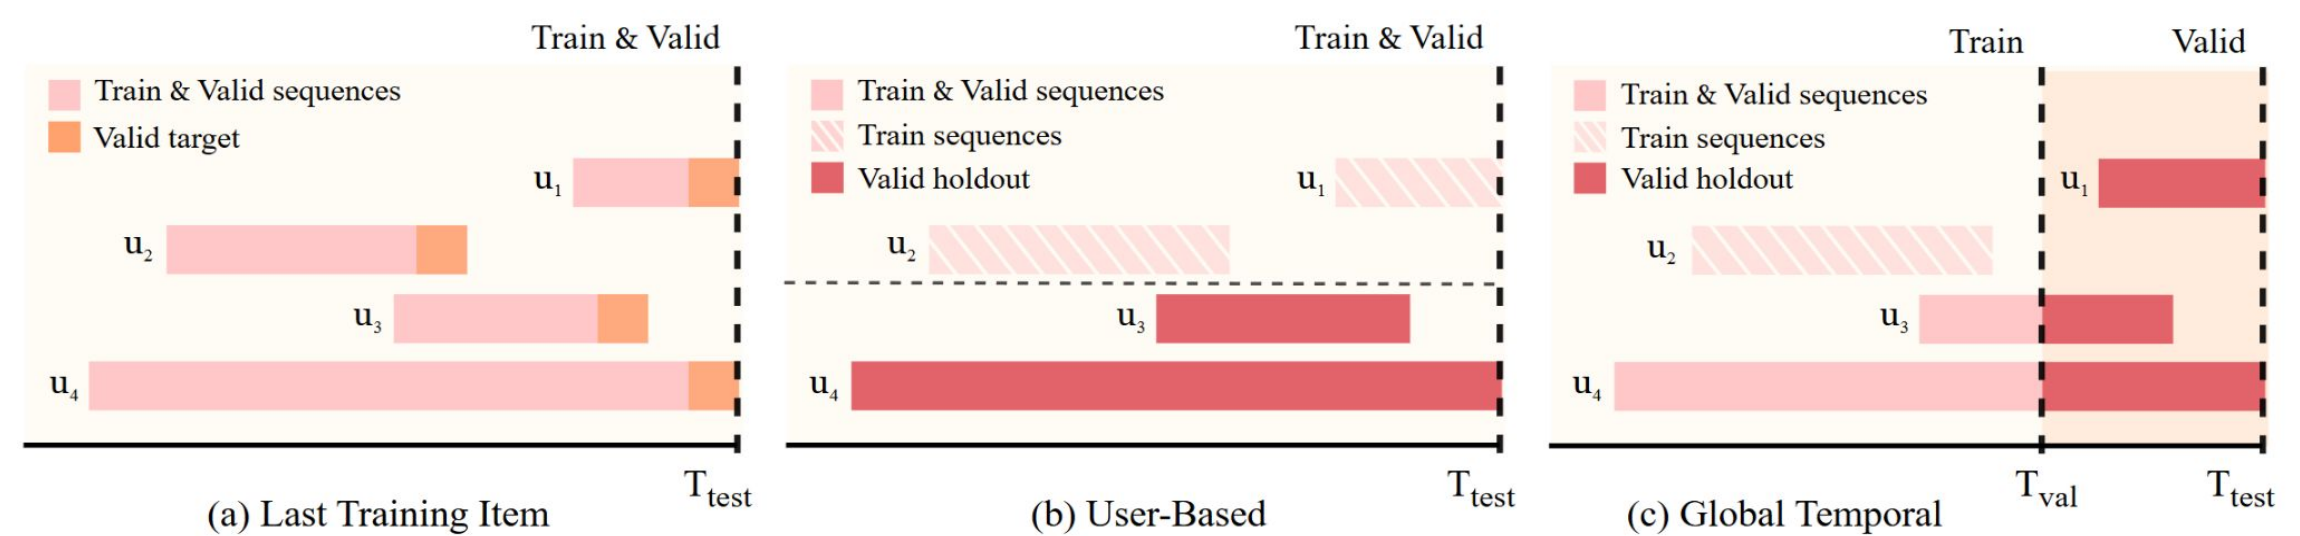 Train & Valid
Train & Valid sequences
Valid target
u1
u2
u3
u4
Ttest
(a) Last Training Item
Train & Valid
Train & Valid sequences
Train sequences
Valid holdout
u1
u2
u3
u4
Ttest
(b) User-Based
Train Valid
Train & Valid sequences
Train sequences
Valid holdout
u1
u2
u3
u4
Tval Ttest
(c) Global Temporal